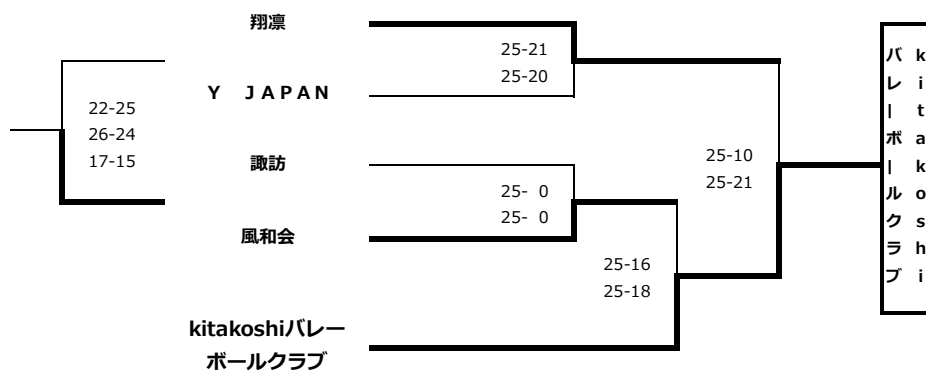 翔凛
25-21
25-20
Y　JAPAN
22-25
26-24
17-15
諏訪
25-10
25-21
25- 0
25- 0
風和会
25-16
25-18
kitakoshiバレー
ボールクラブ
kitakoshi
バレーボールクラブ